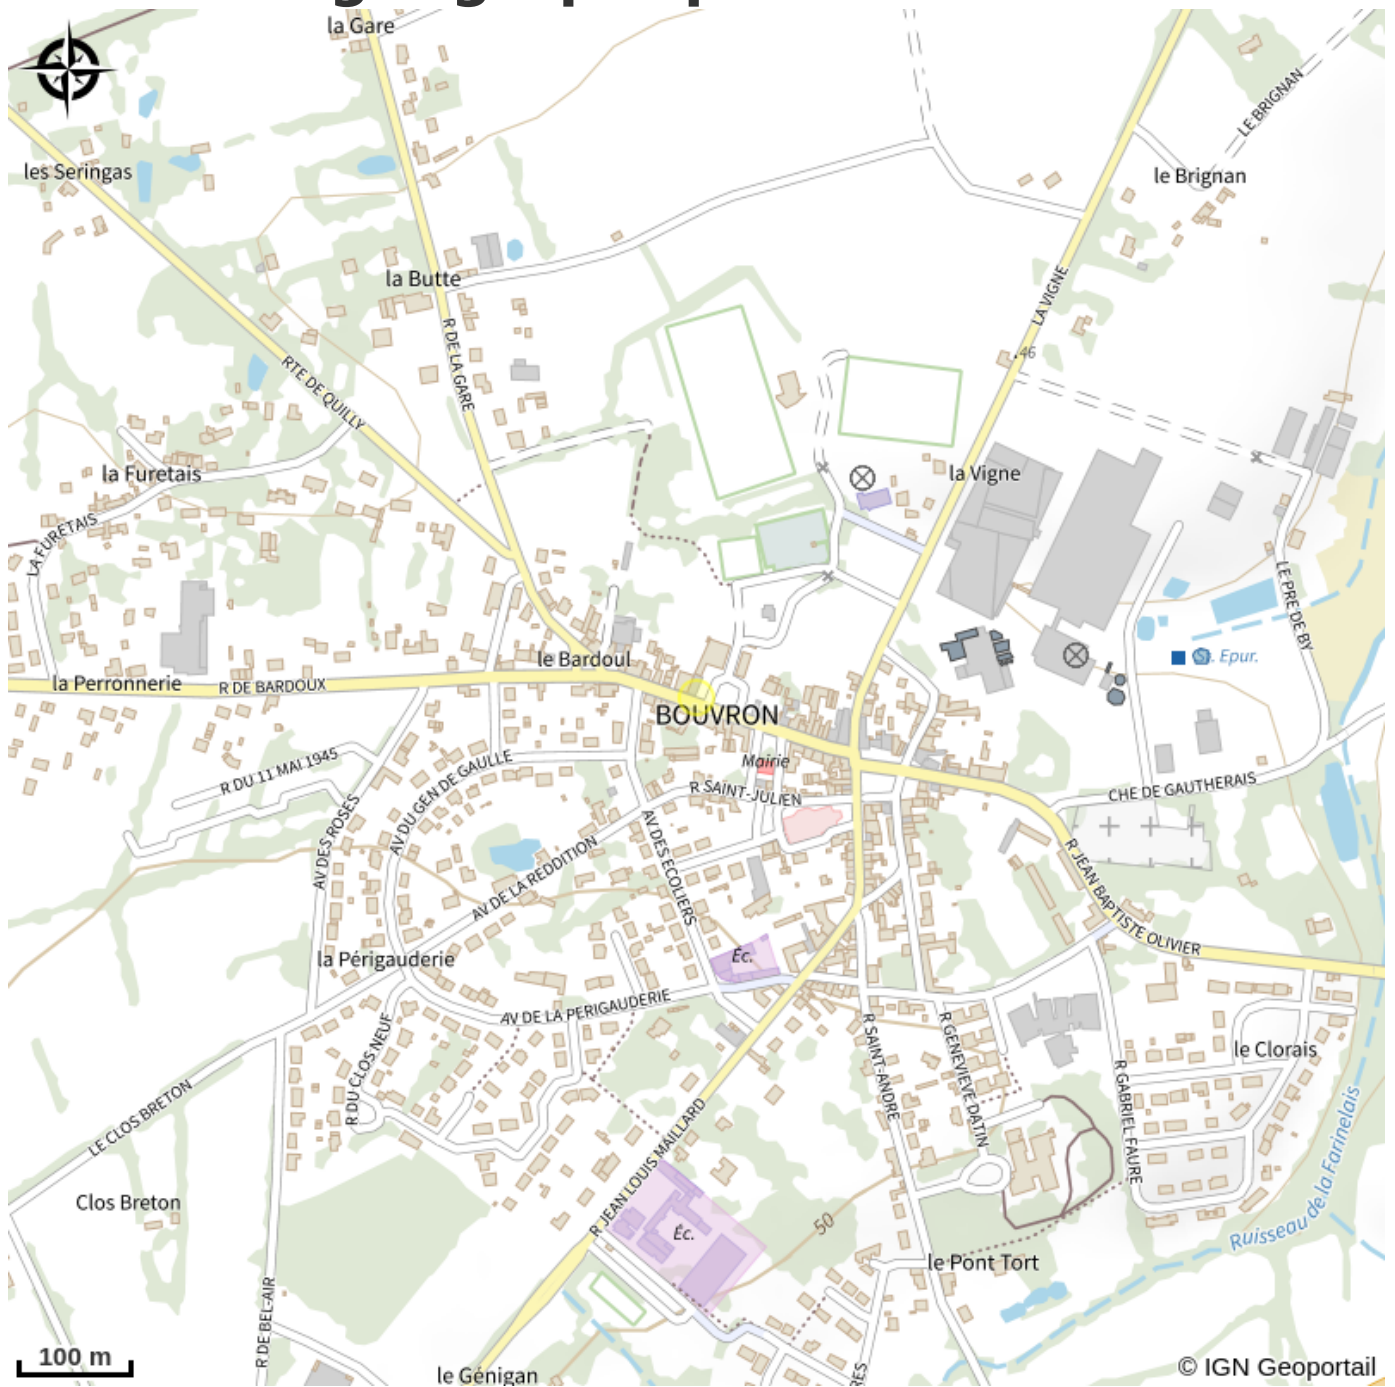 la Gare
LE BRIGNAN
les Seringas
le Brignan
la Butte
LA VIGNE
R DE LA GARE
46
RTE DE QUILLY
la Furetais
la Vigne
LA FURETAIS
LE PRE DE BY
le Bardoul
St. Epur.
la Perronnerie
R DE BARDOUX
BOUVRON
R DU 11 MAI 1945
AV DU GEN DE GAULLE
Mairie
R SAINT-JULIEN
CHE DE GAUTHERAIS
AV DES ROSES
AV DES ECOLIERS
AV DE LA REDDITION
R JEAN BAPTISTE OLIVIER
la Périgauderie
Éc.
AV DE LA PERIGAUDERIE
R DU CLOS NEUF
R SAINT-ANDRE
R GENEVIEVE DATIN
le Clorais
R GABRIEL FAURE
LE CLOS BRETON
R JEAN LOUIS MAILLARD
Ruisseau de la Farinelais
Clos Breton
Éc.
50
le Pont Tort
R DE BEL-AIR
100 m
le Génigan
RES
© IGN Geoportail